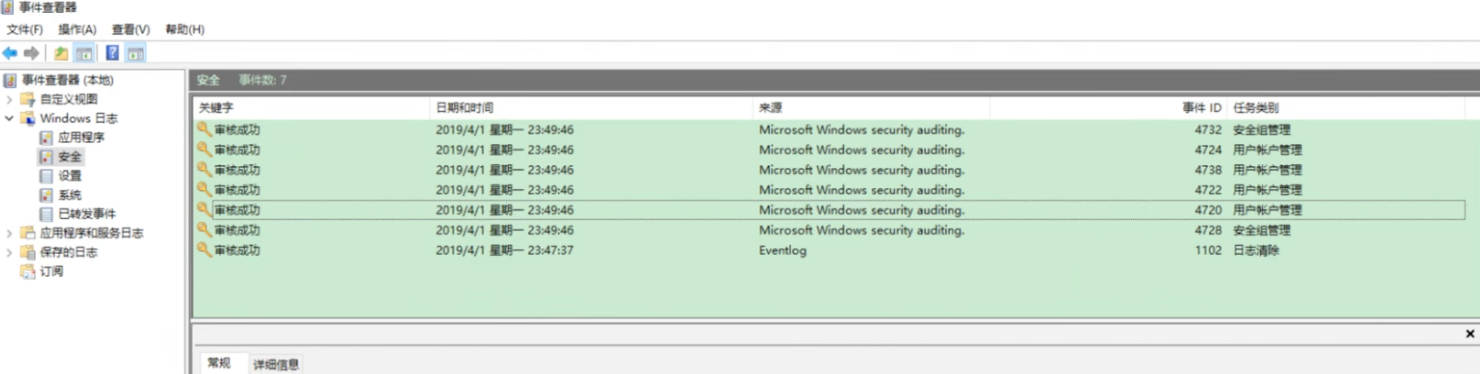 事件查看器
文件(F) 操作(A) 查看(V) 帮助(H)
事件查看器 (本地)
自定义视图
Windows 日志
应用程序
安全
设置
系统
已转发事件
应用程序和服务日志
保存的日志
订阅
安全 事件数: 7
关键字 日期和时间 来源 事件 ID 任务类别
审核成功 2019/4/1 星期一 23:49:46 Microsoft Windows security auditing. 4732 安全组管理
审核成功 2019/4/1 星期一 23:49:46 Microsoft Windows security auditing. 4724 用户帐户管理
审核成功 2019/4/1 星期一 23:49:46 Microsoft Windows security auditing. 4738 用户帐户管理
审核成功 2019/4/1 星期一 23:49:46 Microsoft Windows security auditing. 4722 用户帐户管理
审核成功 2019/4/1 星期一 23:49:46 Microsoft Windows security auditing. 4720 用户帐户管理
审核成功 2019/4/1 星期一 23:49:46 Microsoft Windows security auditing. 4728 安全组管理
审核成功 2019/4/1 星期一 23:47:37 Eventlog 1102 日志清除
常规 详细信息